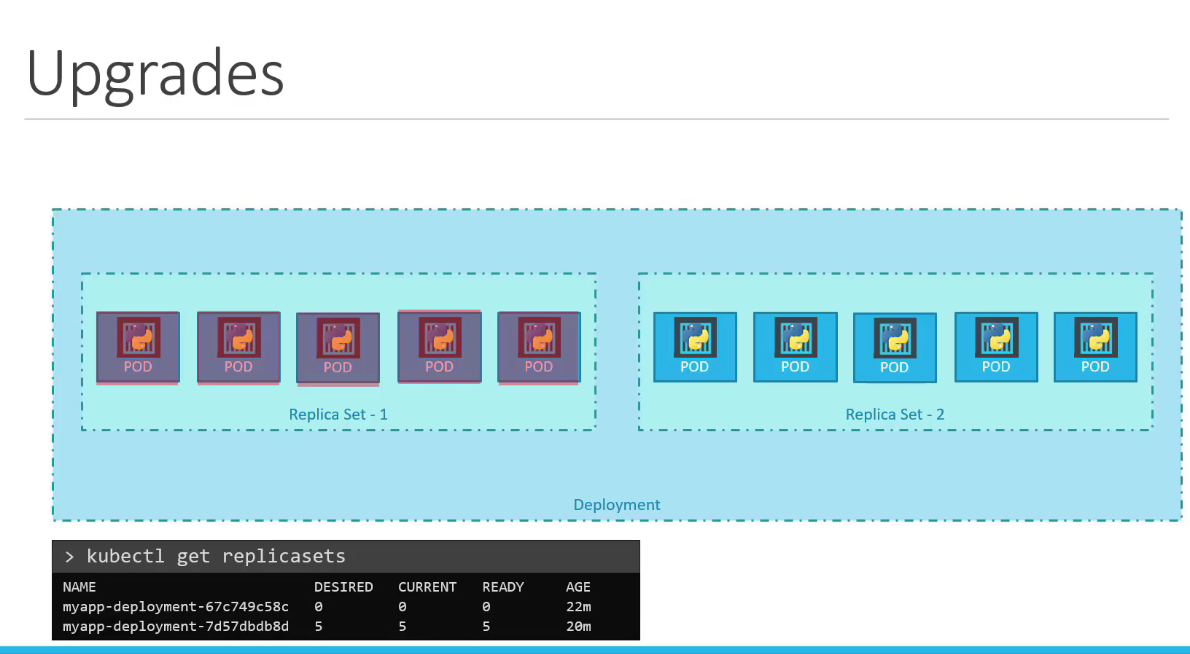 Upgrades
POD POD POD POD POD POD POD POD POD POD
Replica Set - 1 Replica Set - 2
Deployment
> kubectl get replicasets
NAME DESIRED CURRENT READY AGE
myapp-deployment-67c749c58c 0 0 0 22m
myapp-deployment-7d57dbdb8d 5 5 5 20m